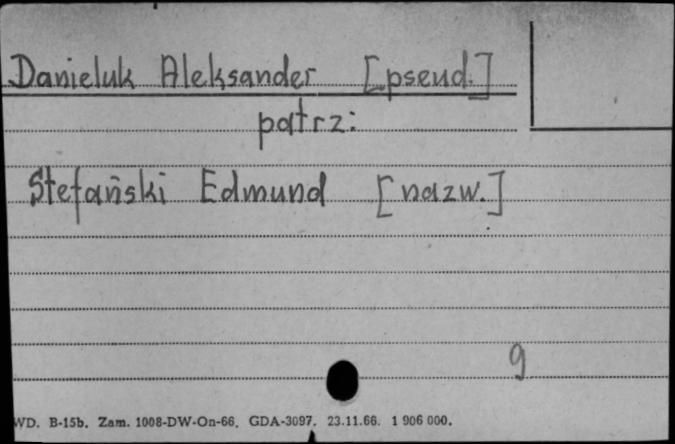 Danieluk Aleksander [pseud.]
patrz:
Stefański Edmund [nazw.]
9
WD. B-15b. Zam. 1008-DW-On-66. GDA-3097. 23.11.66. 1 906 000.